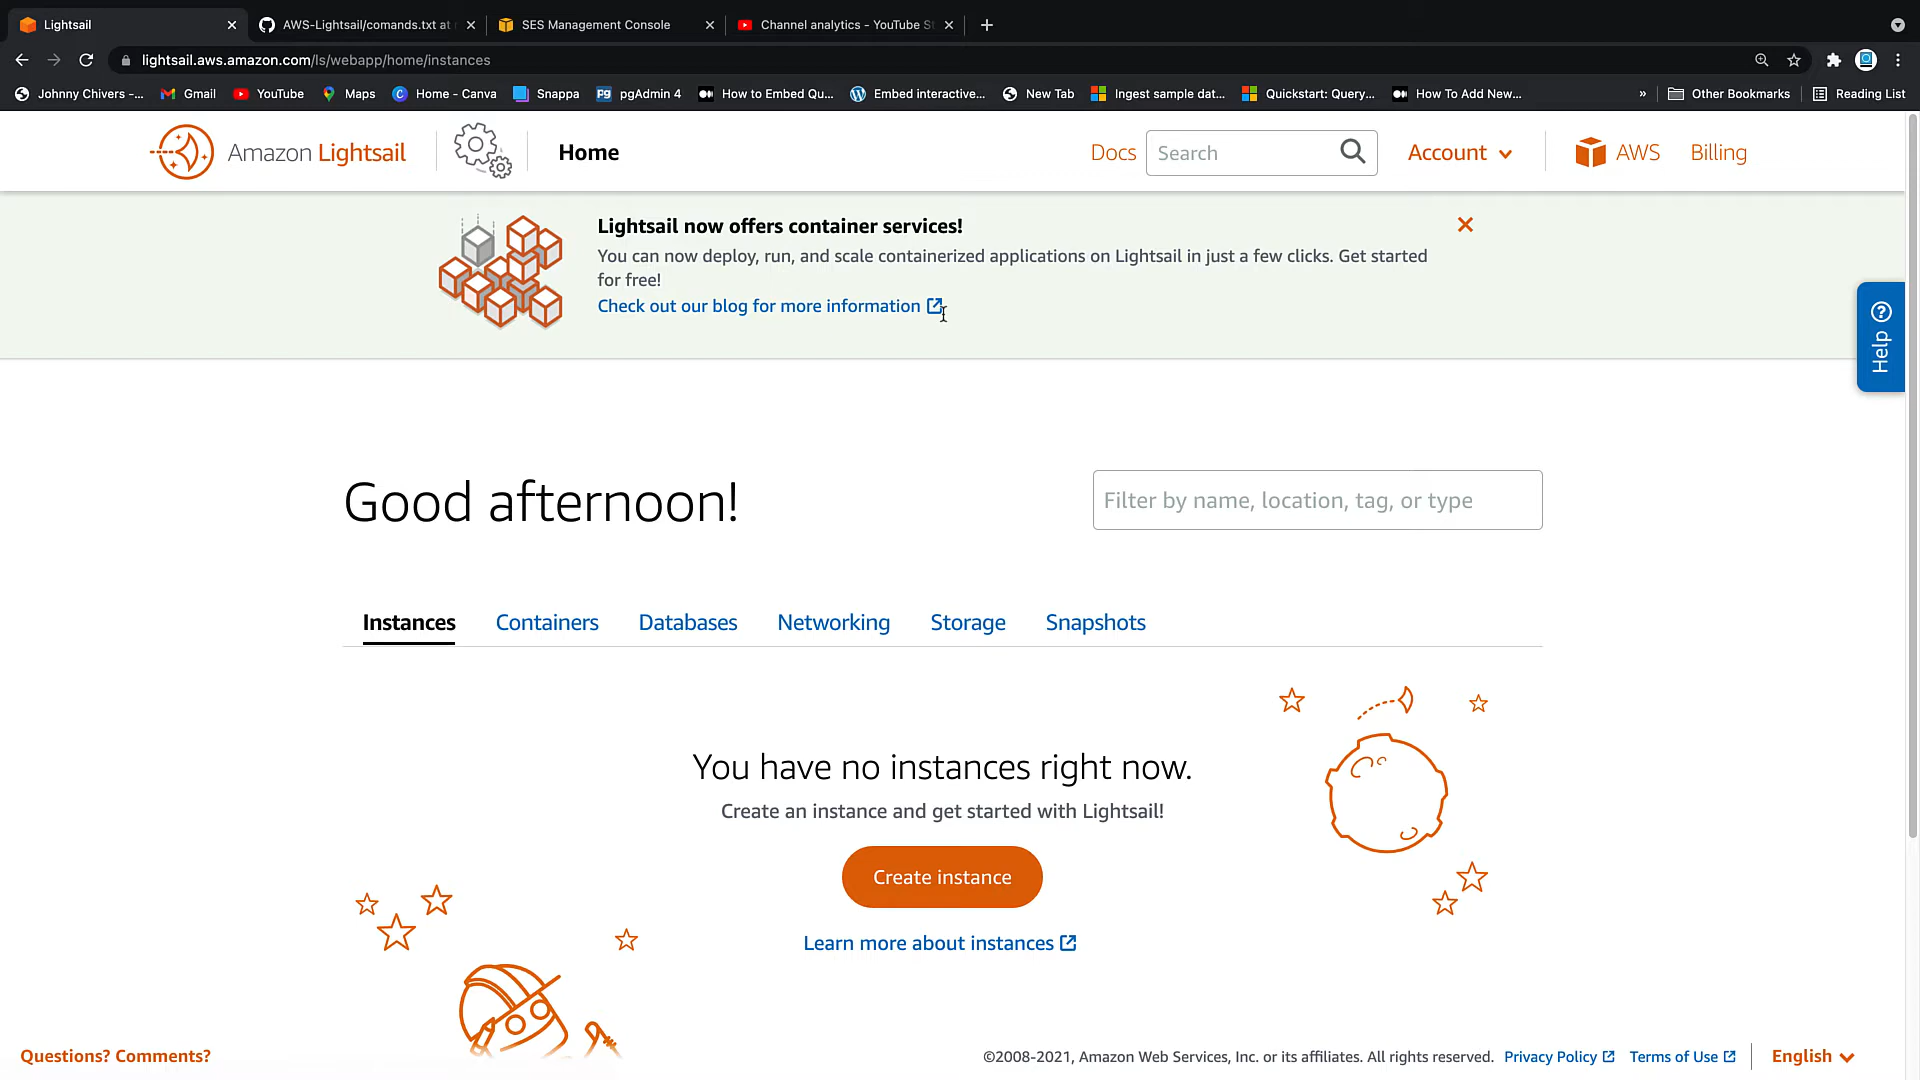 Lightsail
AWS-Lightsail/comands.txt at
SES Management Console
Channel analytics - YouTube S
lightsail.aws.amazon.com/ls/webapp/home/instances
Johnny Chivers -...
Gmail
YouTube
Maps
Home - Canva
Snappa
pgAdmin 4
How to Embed Qu...
Embed interactive...
New Tab
Ingest sample dat...
Quickstart: Query...
How To Add New...
»
Other Bookmarks
Reading List
Amazon Lightsail
Home
Docs
Search
Account
AWS
Billing
Lightsail now offers container services!
You can now deploy, run, and scale containerized applications on Lightsail in just a few clicks. Get started
for free!
Check out our blog for more information
Help
Good afternoon!
Filter by name, location, tag, or type
Instances
Containers
Databases
Networking
Storage
Snapshots
You have no instances right now.
Create an instance and get started with Lightsail!
Create instance
Learn more about instances
Questions? Comments?
©2008-2021, Amazon Web Services, Inc. or its affiliates. All rights reserved.
Privacy Policy
Terms of Use
English